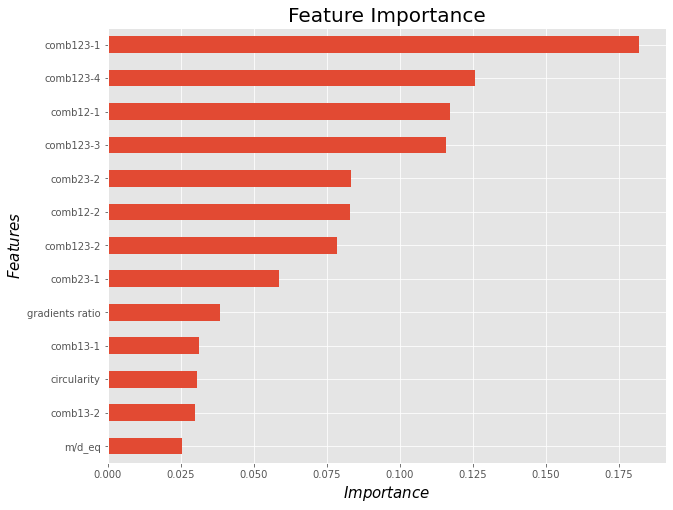 Feature Importance
comb123-1
comb123-4
comb12-1
comb123-3
comb23-2
comb12-2
comb123-2
comb23-1
gradients ratio
comb13-1
circularity
comb13-2
m/d_eq
Features
0.000 0.025 0.050 0.075 0.100 0.125 0.150 0.175
Importance